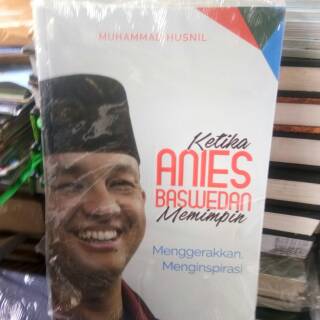 MUHAMMAD HUSNIL
Ketika
ANIES
BASWEDAN
Memimpin
Menggerakkan,
Menginspirasi